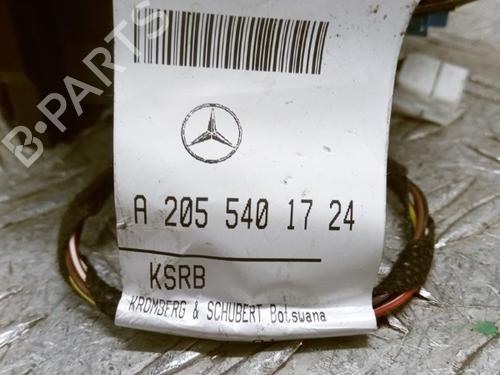 B-PARTS
A 205 540 17 24
KSRB
KROMBERG & SCHUBERT Botswana